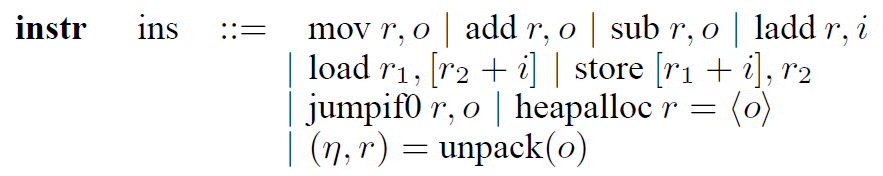 instr ins ::= mov r, o | add r, o | sub r, o | ladd r, i
| load r₁, [r₂ + i] | store [r₁ + i], r₂
| jumpif0 r, o | heapalloc r = ⟨o⟩
| (η, r) = unpack(o)